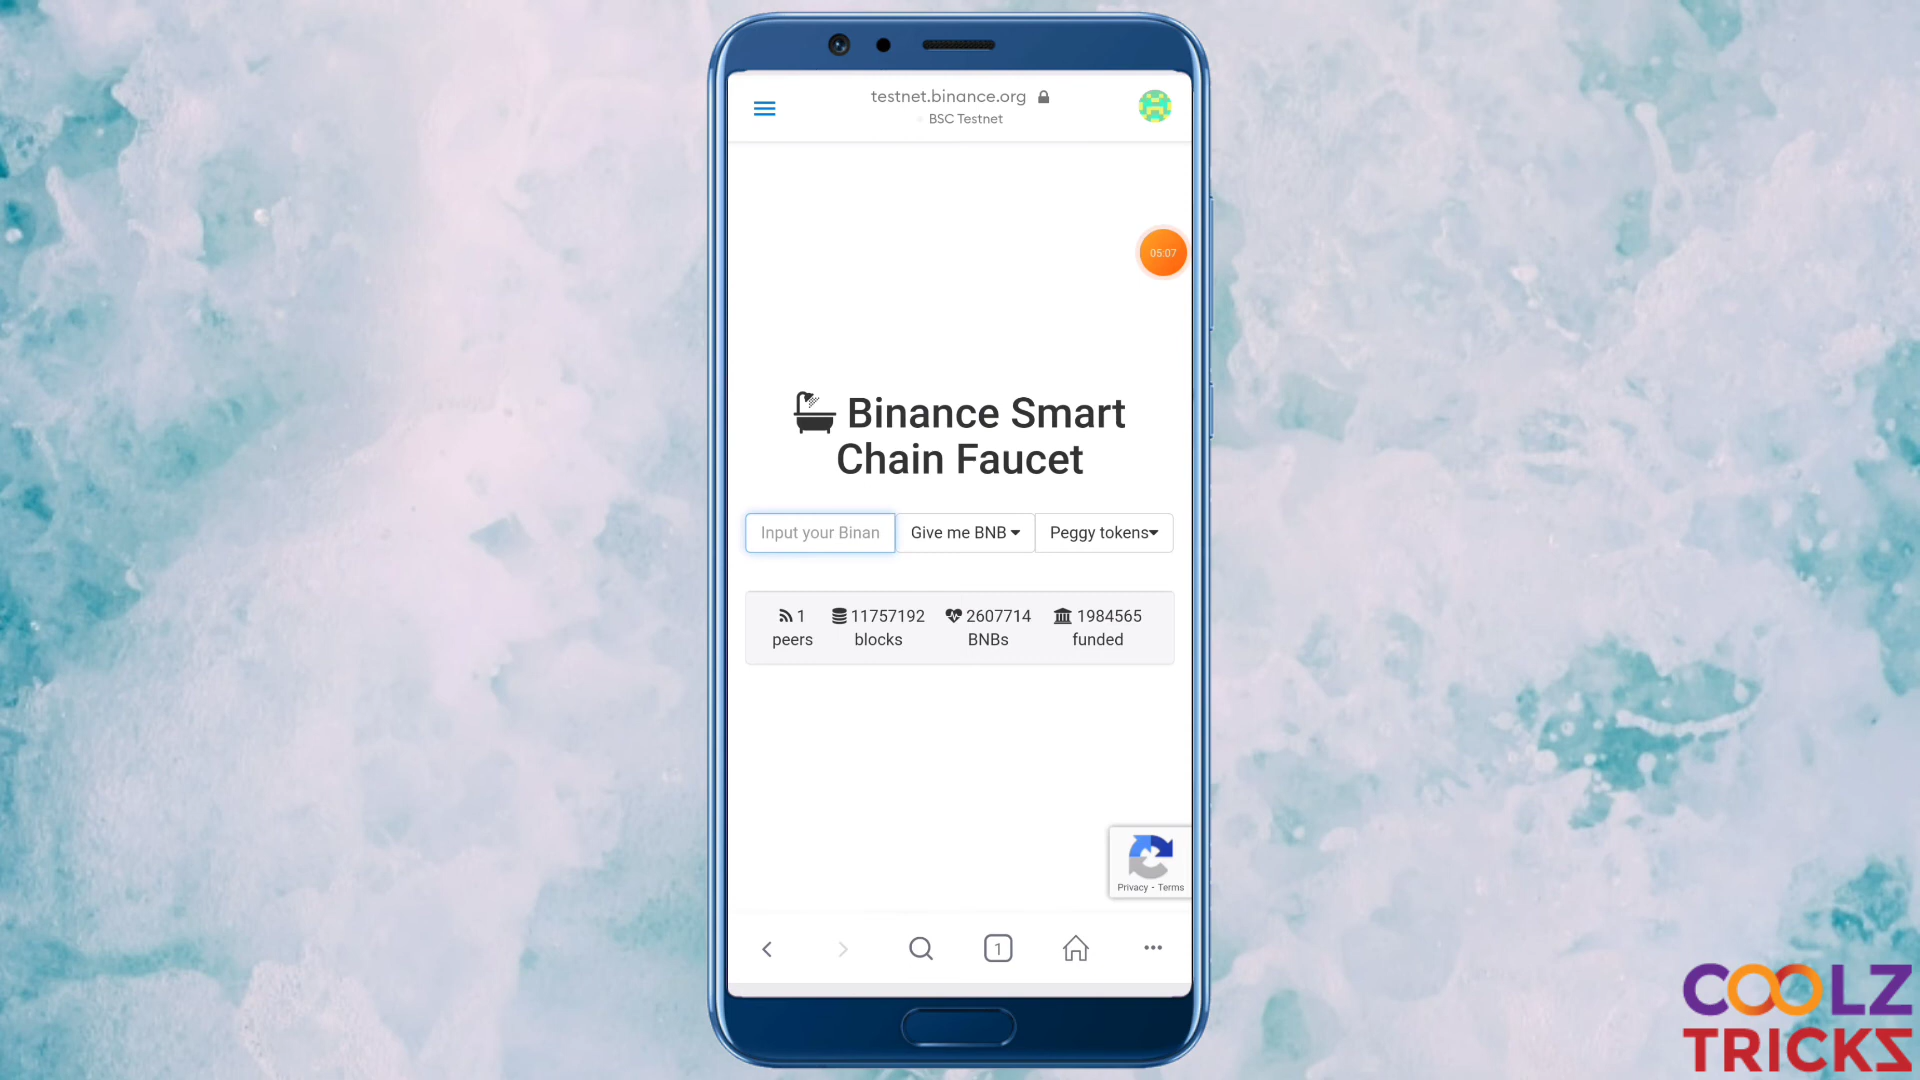 testnet.binance.org
BSC Testnet
05:07
Binance Smart
Chain Faucet
Input your Binan
Give me BNB
Peggy tokens
1 peers
11757192 blocks
2607714 BNBs
1984565 funded
Privacy - Terms
1
COOLZ
TRICKS